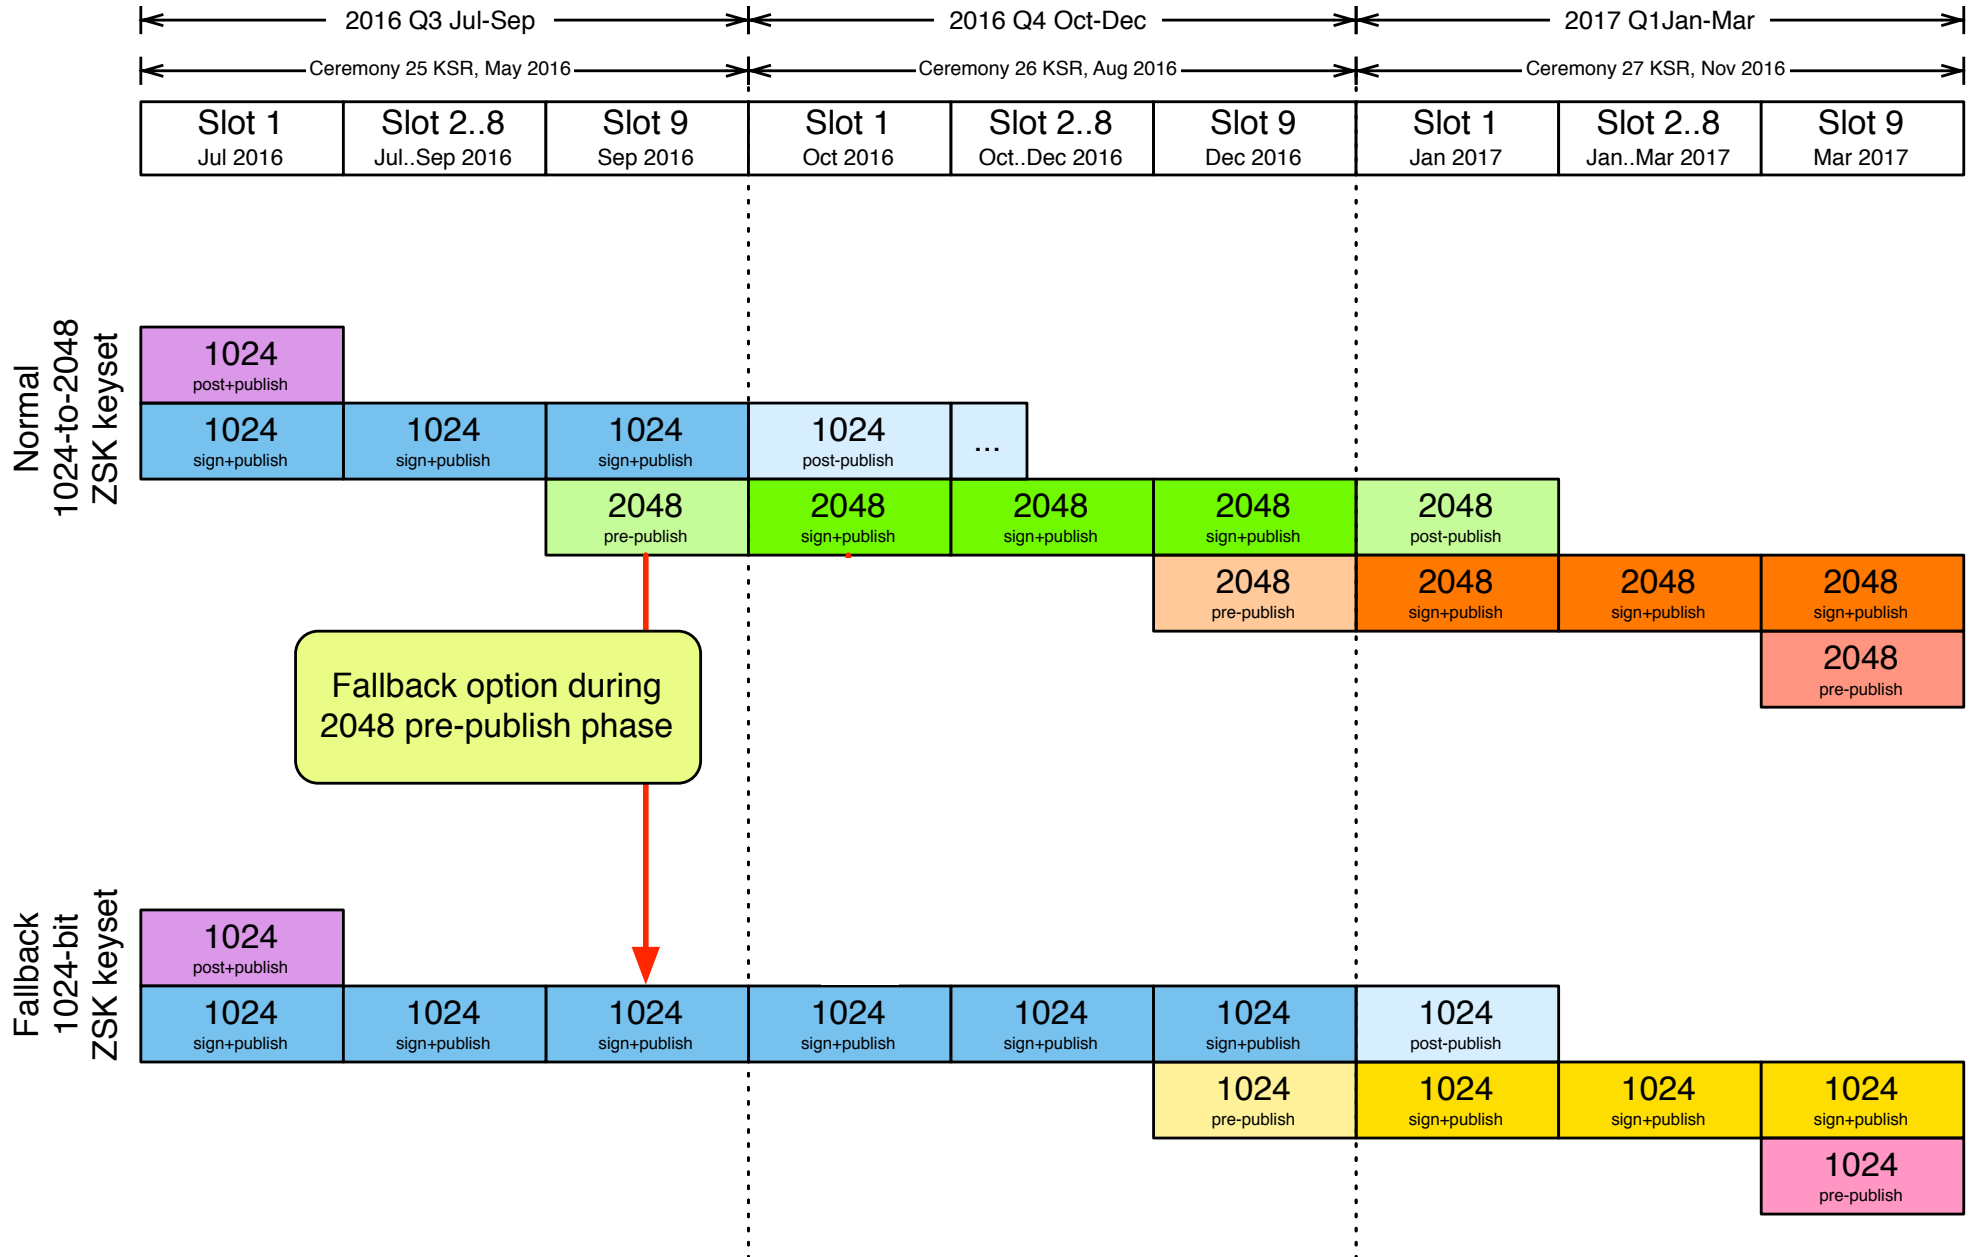 2016 Q3 Jul-Sep
2016 Q4 Oct-Dec
2017 Q1Jan-Mar
Ceremony 25 KSR, May 2016
Ceremony 26 KSR, Aug 2016
Ceremony 27 KSR, Nov 2016
Slot 1
Jul 2016
Slot 2..8
Jul..Sep 2016
Slot 9
Sep 2016
Slot 1
Oct 2016
Slot 2..8
Oct..Dec 2016
Slot 9
Dec 2016
Slot 1
Jan 2017
Slot 2..8
Jan..Mar 2017
Slot 9
Mar 2017
Normal
1024-to-2048
ZSK keyset
1024
post+publish
1024
sign+publish
1024
sign+publish
1024
sign+publish
1024
post-publish
...
2048
pre-publish
2048
sign+publish
2048
sign+publish
2048
sign+publish
2048
post-publish
2048
pre-publish
2048
sign+publish
2048
sign+publish
2048
sign+publish
2048
pre-publish
Fallback option during
2048 pre-publish phase
Fallback
1024-bit
ZSK keyset
1024
post+publish
1024
sign+publish
1024
sign+publish
1024
sign+publish
1024
sign+publish
1024
sign+publish
1024
sign+publish
1024
post-publish
1024
pre-publish
1024
sign+publish
1024
sign+publish
1024
sign+publish
1024
pre-publish